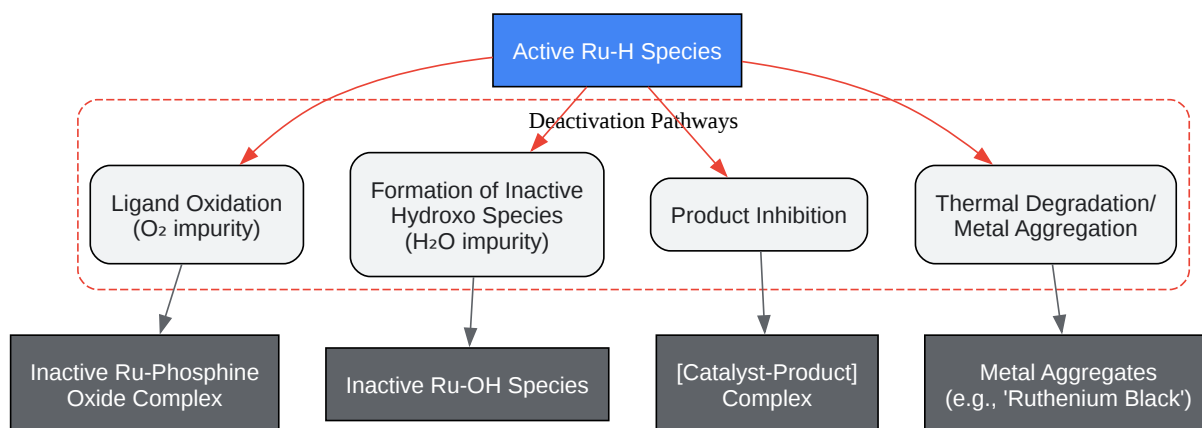 Active Ru-H Species
Deactivation Pathways
Ligand Oxidation
(O₂ impurity)
Formation of Inactive
Hydroxo Species
(H₂O impurity)
Product Inhibition
Thermal Degradation/
Metal Aggregation
Inactive Ru-Phosphine
Oxide Complex
Inactive Ru-OH Species
[Catalyst-Product]
Complex
Metal Aggregates
(e.g., 'Ruthenium Black')